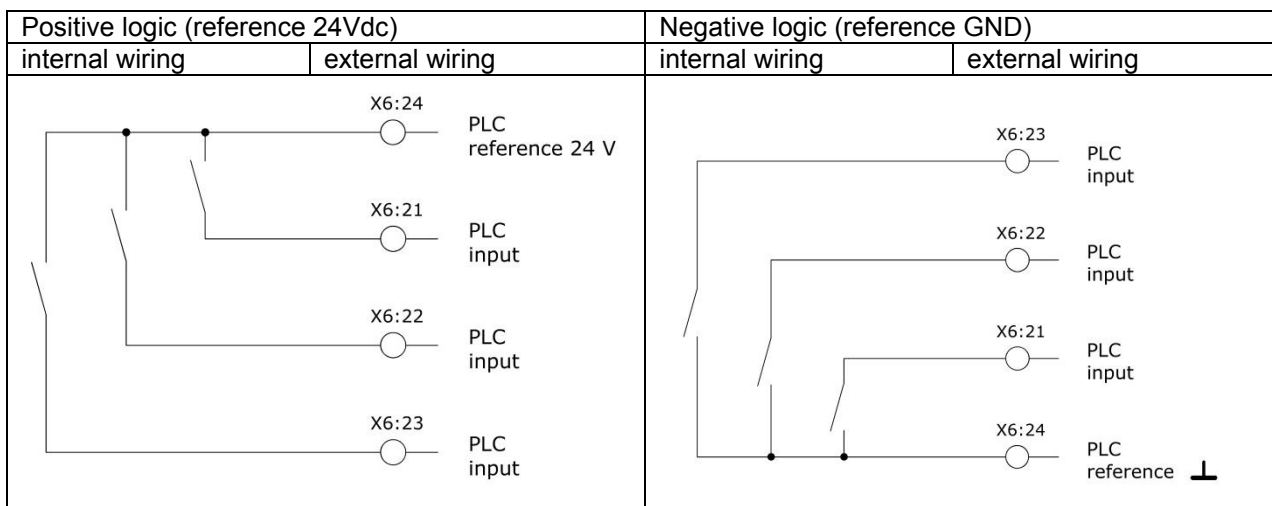 Positive logic (reference 24Vdc)
internal wiring
external wiring
X6:24
PLC
reference 24 V
X6:21
PLC
input
X6:22
PLC
input
X6:23
PLC
input
Negative logic (reference GND)
internal wiring
external wiring
X6:23
PLC
input
X6:22
PLC
input
X6:21
PLC
input
X6:24
PLC
reference